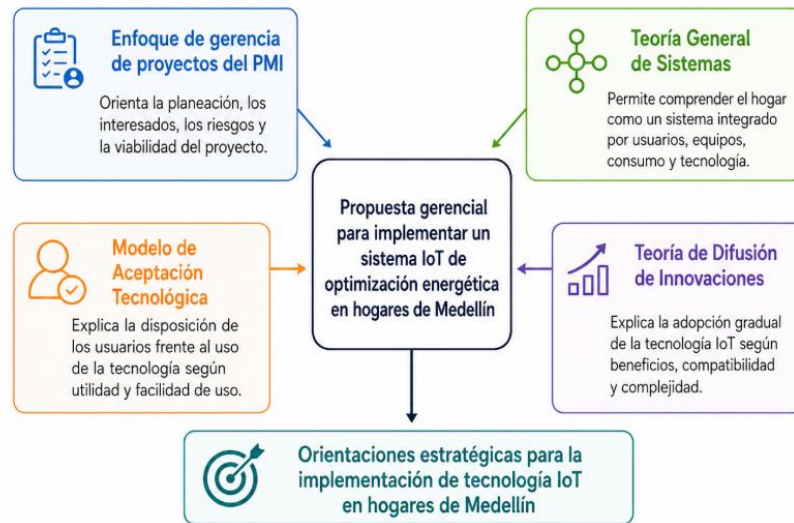 Enfoque de gerencia
de proyectos del PMI
Orienta la planeación, los
interesados, los riesgos y
la viabilidad del proyecto.
Teoría General
de Sistemas
Permite comprender el hogar
como un sistema integrado
por usuarios, equipos,
consumo y tecnología.
Propuesta gerencial
para implementar un
sistema IoT de
optimización energética
en hogares de Medellín
Modelo de
Aceptación
Tecnológica
Explica la disposición de
los usuarios frente al uso
de la tecnología según
utilidad y facilidad de uso.
Teoría de Difusión
de Innovaciones
Explica la adopción gradual
de la tecnología IoT según
beneficios, compatibilidad
y complejidad.
Orientaciones estratégicas para la
implementación de tecnología IoT
en hogares de Medellín